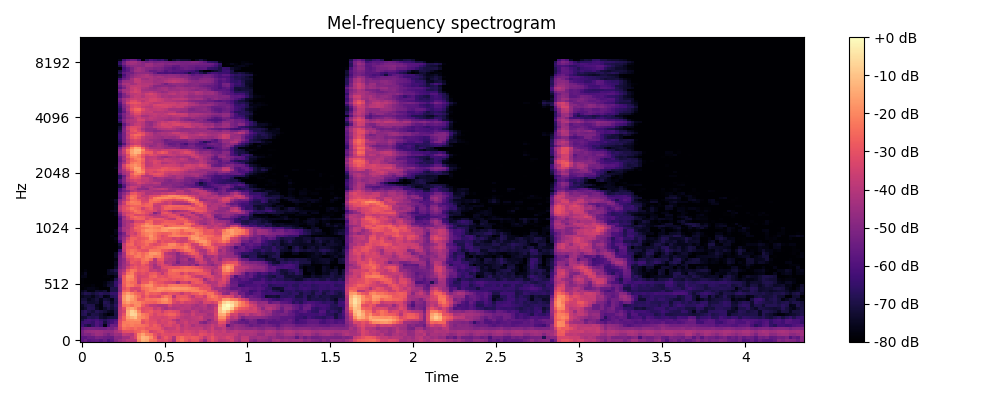 Mel-frequency spectrogram
Hz
8192
4096
2048
1024
512
0
0 0.5 1 1.5 2 2.5 3 3.5 4
Time
+0 dB
-10 dB
-20 dB
-30 dB
-40 dB
-50 dB
-60 dB
-70 dB
-80 dB